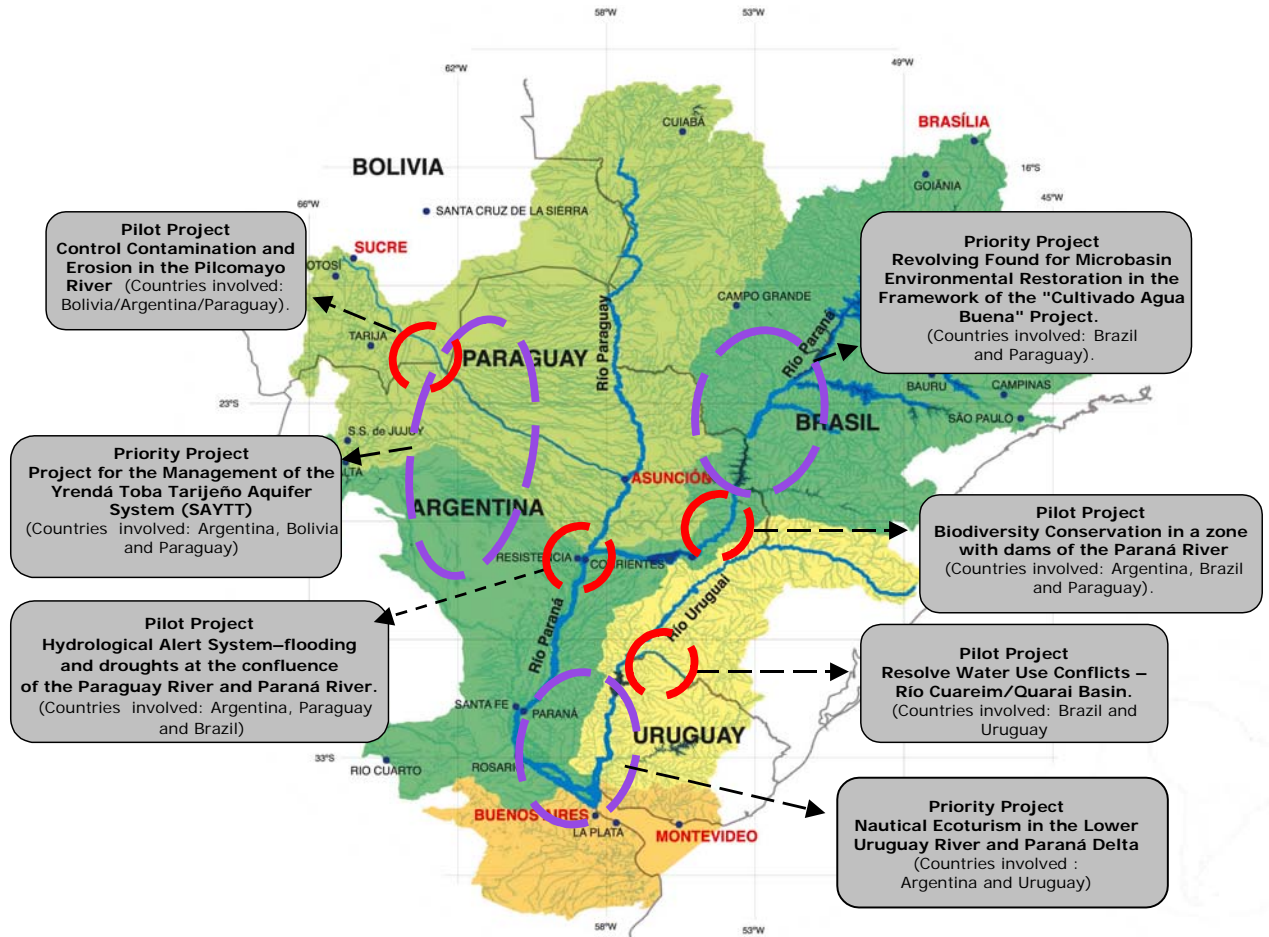 58°W
53°W
62°W
49°W
CUIABÁ
BRASÍLIA
BOLIVIA
16°S
GOIÂNIA
66°W
45°W
SANTA CRUZ DE LA SIERRA
Pilot Project
Control Contamination and
Erosion in the Pilcomayo
River (Countries involved:
Bolivia/Argentina/Paraguay).
SUCRE
OTOSÍ
TARIJA
Priority Project
Revolving Found for Microbasin
Environmental Restoration in the
Framework of the "Cultivado Agua
Buena" Project.
(Countries involved: Brazil
and Paraguay).
CAMPO GRANDE
Río Paraguay
Río Paraná
PARAGUAY
BAURU
CAMPINAS
SÃO PAULO
BRASIL
23°S
S.S. de JUJUY
ALTA
Priority Project
Project for the Management of the
Yrendá Toba Tarijeño Aquifer
System (SAYTT)
(Countries involved: Argentina, Bolivia
and Paraguay)
ASUNCIÓN
ARGENTINA
RESISTENCIA
CORRIENTES
Pilot Project
Biodiversity Conservation in a zone
with dams of the Paraná River
(Countries involved: Argentina, Brazil
and Paraguay).
Pilot Project
Hydrological Alert System–flooding
and droughts at the confluence
of the Paraguay River and Paraná River.
(Countries involved: Argentina, Paraguay
and Brazil)
Río Paraná
Río Urugual
Pilot Project
Resolve Water Use Conflicts –
Río Cuareim/Quarai Basin.
(Countries involved: Brazil and
Uruguay
SANTA FE
PARANÁ
URUGUAY
33°S
RIO CUARTO
ROSARI
BUENOS AIRES
LA PLATA
MONTEVIDEO
Priority Project
Nautical Ecoturism in the Lower
Uruguay River and Paraná Delta
(Countries involved :
Argentina and Uruguay)
58°W
53°W